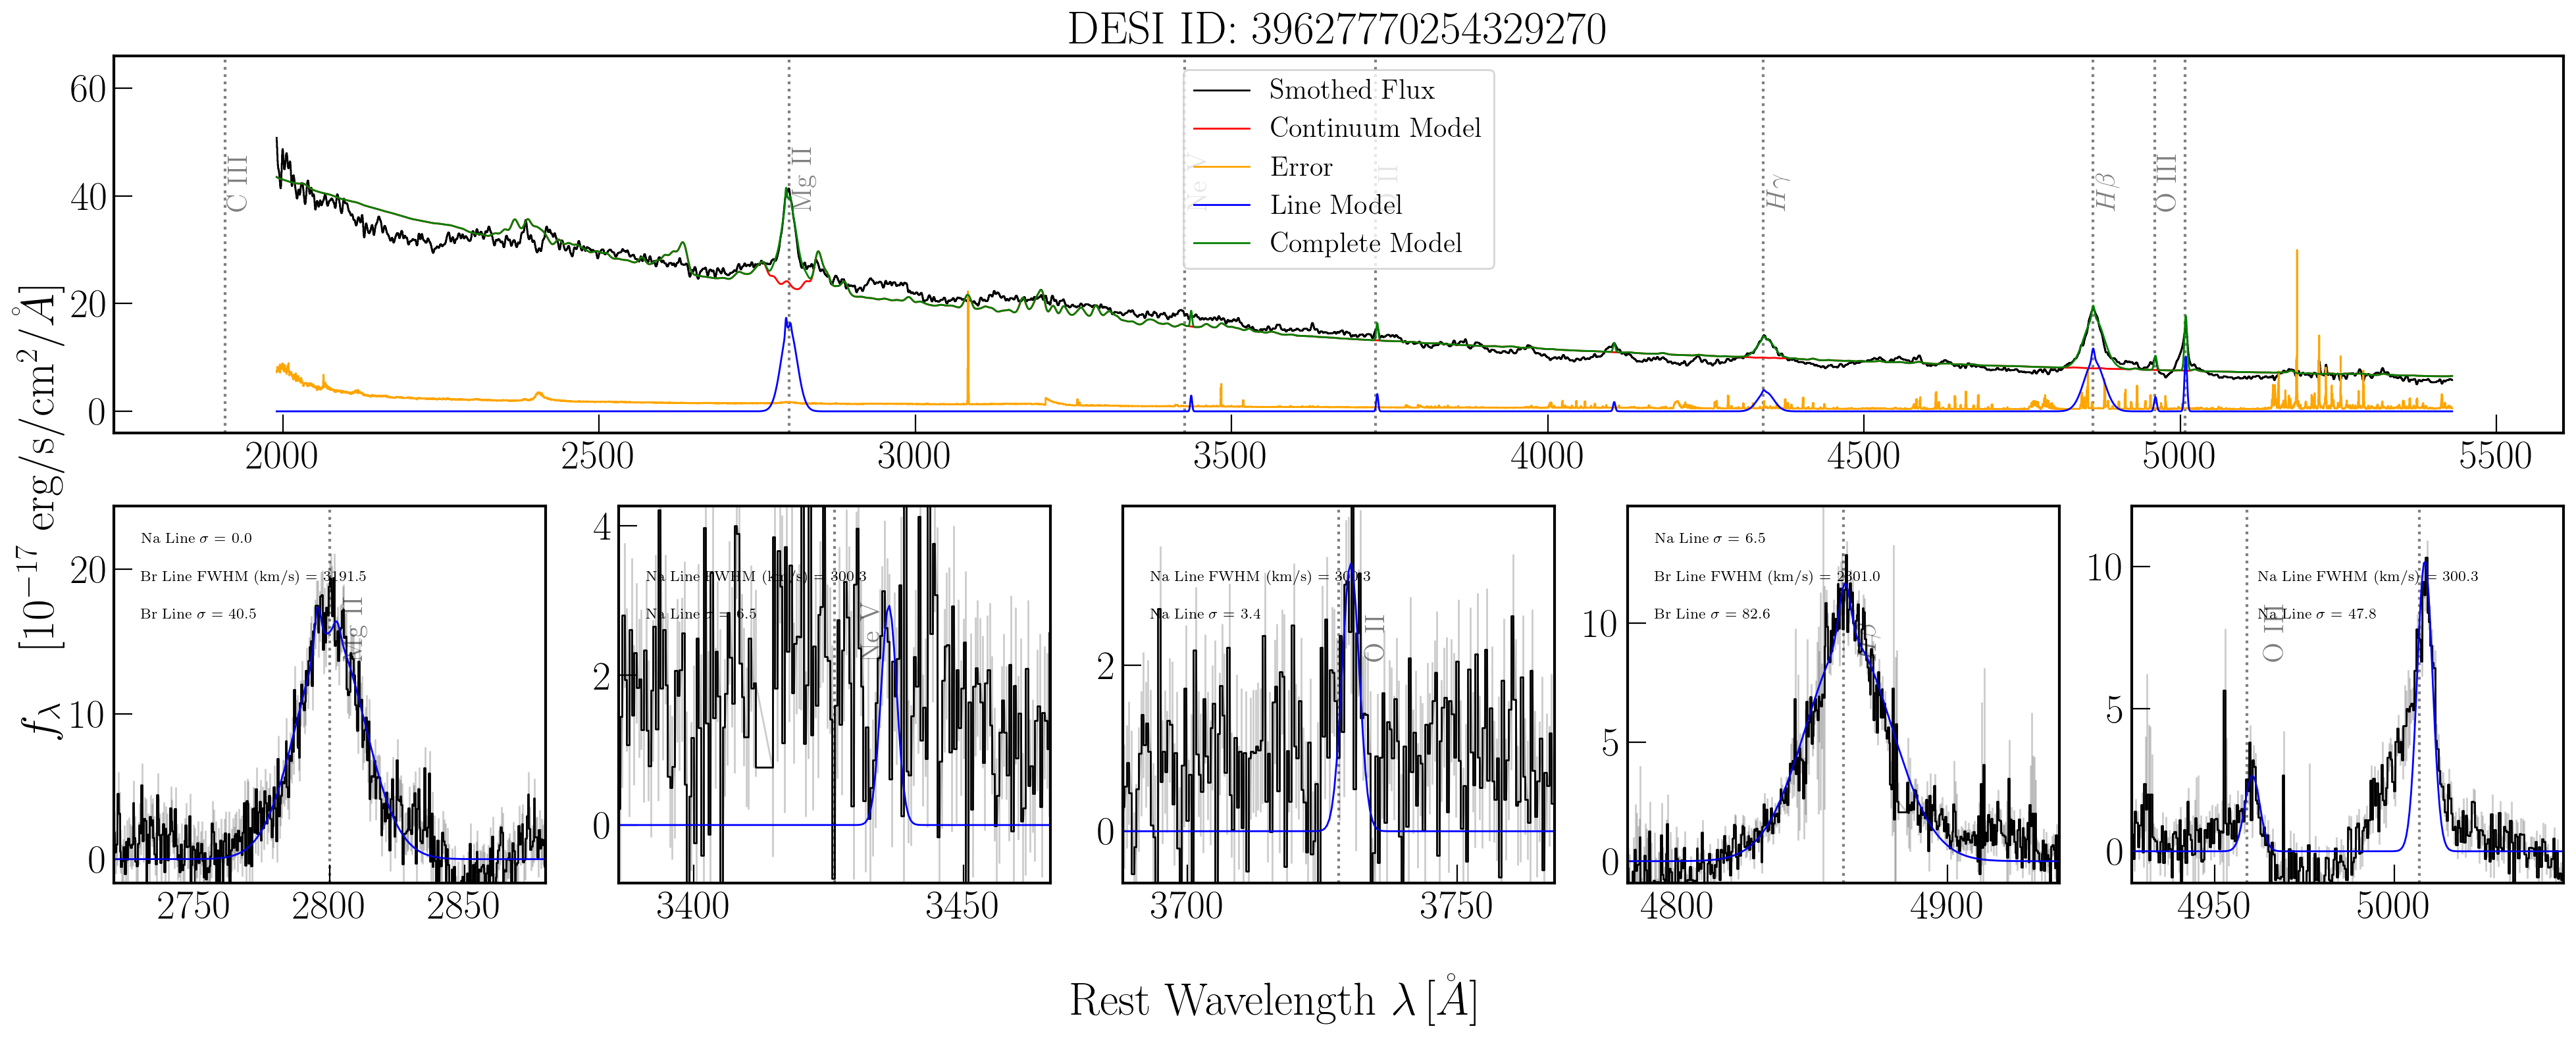 DESI ID: 39627770254329270
60
40
20
0
C III
Mg II
Ne V
O II
Hγ
Hβ
O III
Smothed Flux
Continuum Model
Error
Line Model
Complete Model
2000 2500 3000 3500 4000 4500 5000 5500
f_λ [10^−17 erg/s/cm^2/Å]
20
10
0
Na Line σ = 0.0
Br Line FWHM (km/s) = 3191.5
Br Line σ = 40.5
Mg II
2750 2800 2850
4
2
0
Na Line FWHM (km/s) = 300.3
Na Line σ = 6.5
Ne V
3400 3450
2
0
Na Line FWHM (km/s) = 300.3
Na Line σ = 3.4
O II
3700 3750
10
5
0
Na Line σ = 6.5
Br Line FWHM (km/s) = 2301.0
Br Line σ = 82.6
4800 4900
10
5
0
Na Line FWHM (km/s) = 300.3
Na Line σ = 47.8
O III
4950 5000
Rest Wavelength λ [Å]